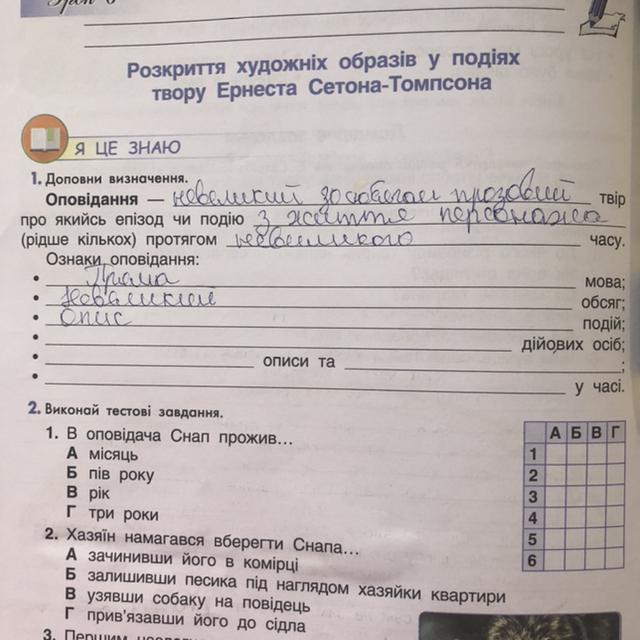 Розкриття художніх образів у подіях
твору Ернеста Сетона-Томпсона
Я ЦЕ ЗНАЮ
1. Доповни визначення.
Оповідання — невеликий за обсягом прозовий твір
про якийсь епізод чи подію з життя персонажа
(рідше кількох) протягом невеликого часу.
Ознаки оповідання:
• Пряма мова;
• Невеликий обсяг;
• Опис подій;
• дійових осіб;
• описи та ;
• у часі.
2. Виконай тестові завдання.
1. В оповідача Снап прожив...
А місяць
Б пів року
В рік
Г три роки
А Б В Г
1
2
3
4
5
6
2. Хазяїн намагався вберегти Снапа...
А зачинивши його в комірці
Б залишивши песика під наглядом хазяйки квартири
В узявши собаку на повідець
Г прив'язавши його до сідла
3. Першим